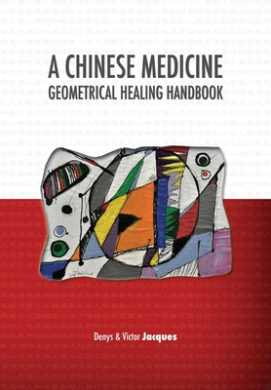 A CHINESE MEDICINE
GEOMETRICAL HEALING HANDBOOK
Denys & Victor Jacques